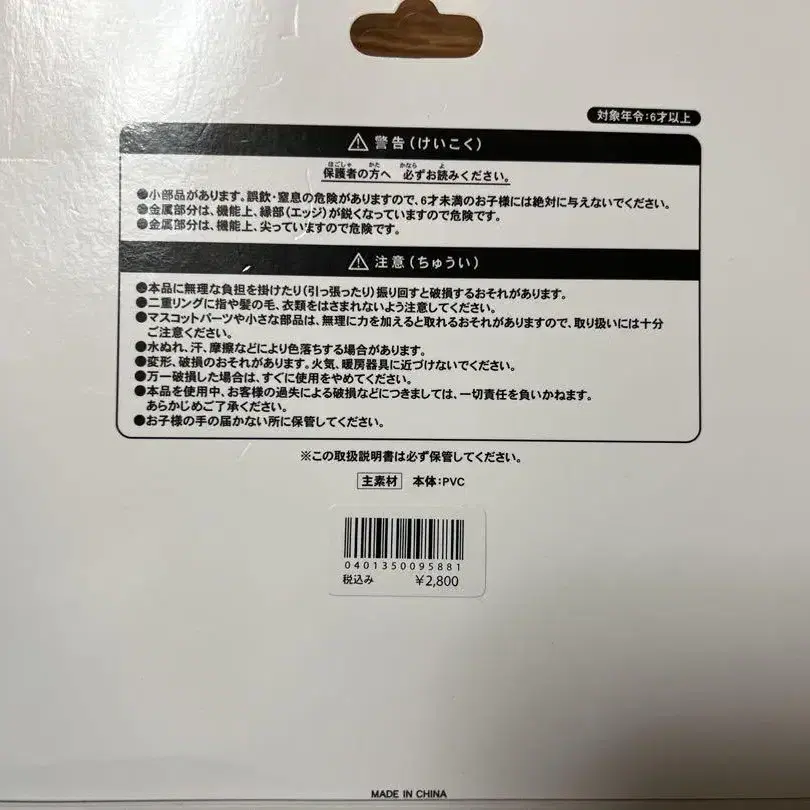 対象年令:6才以上
⚠ 警告(けいこく)
保護者の方へ 必ずお読みください。
●小部品があります。誤飲・窒息の危険がありますので、6才未満のお子様には絶対に与えないでください。
●金属部分は、機能上、縁部(エッジ)が鋭くなっていますので危険です。
●金属部分は、機能上、尖っていますので危険です。
⚠ 注意(ちゅうい)
●本品に無理な負担を掛けたり(引っ張ったり)振り回すと破損するおそれがあります。
●二重リングに指や髪の毛、衣類をはさまれないよう注意してください。
●マスコットパーツや小さな部品は、無理に力を加えると取れるおそれがありますので、取り扱いには十分
ご注意ください。
●水ぬれ、汗、摩擦などにより色落ちする場合があります。
●変形、破損のおそれがあります。火気、暖房器具に近づけないでください。
●万一破損した場合は、すぐに使用をやめてください。
●本品を使用中、お客様の過失による破損などにつきましては、一切責任を負いかねます。
あらかじめご了承ください。
●お子様の手の届かない所に保管してください。
※この取扱説明書は必ず保管してください。
主素材 本体:PVC
0401350095881
税込み ¥2,800
MADE IN CHINA